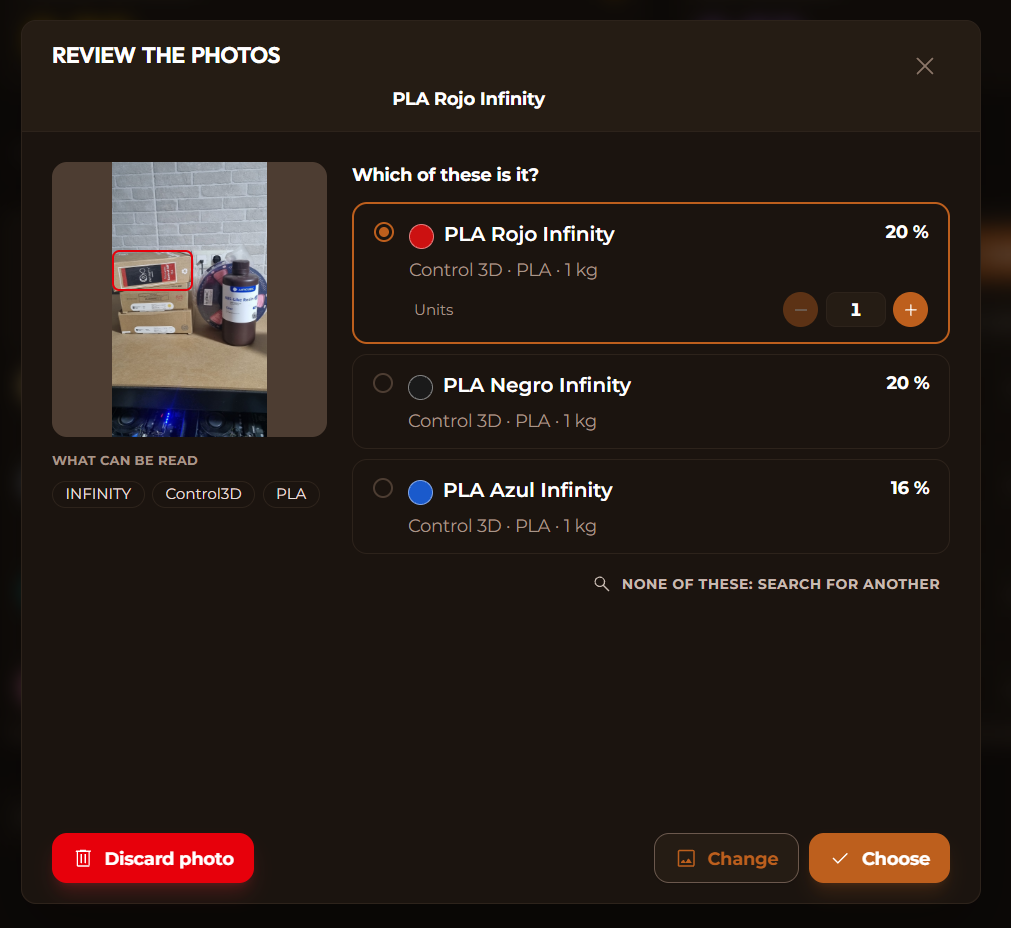 REVIEW THE PHOTOS
PLA Rojo Infinity
Which of these is it?
PLA Rojo Infinity
20 %
Control 3D · PLA · 1 kg
Units
1
PLA Negro Infinity
20 %
Control 3D · PLA · 1 kg
PLA Azul Infinity
16 %
Control 3D · PLA · 1 kg
NONE OF THESE: SEARCH FOR ANOTHER
WHAT CAN BE READ
INFINITY
Control3D
PLA
Discard photo
Change
Choose